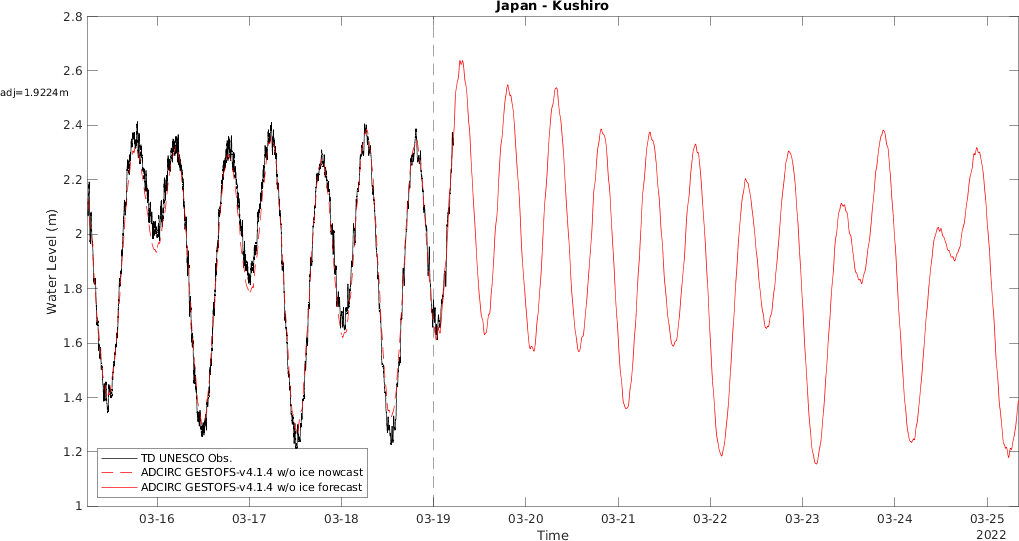 Japan - Kushiro
2.8
2.6
adj=1.9224m
2.4
2.2
2
1.8
1.6
1.4
1.2
1
Water Level (m)
TD UNESCO Obs.
ADCIRC GESTOFS-v4.1.4 w/o ice nowcast
ADCIRC GESTOFS-v4.1.4 w/o ice forecast
03-16 03-17 03-18 03-19 03-20 03-21 03-22 03-23 03-24 03-25
Time
2022